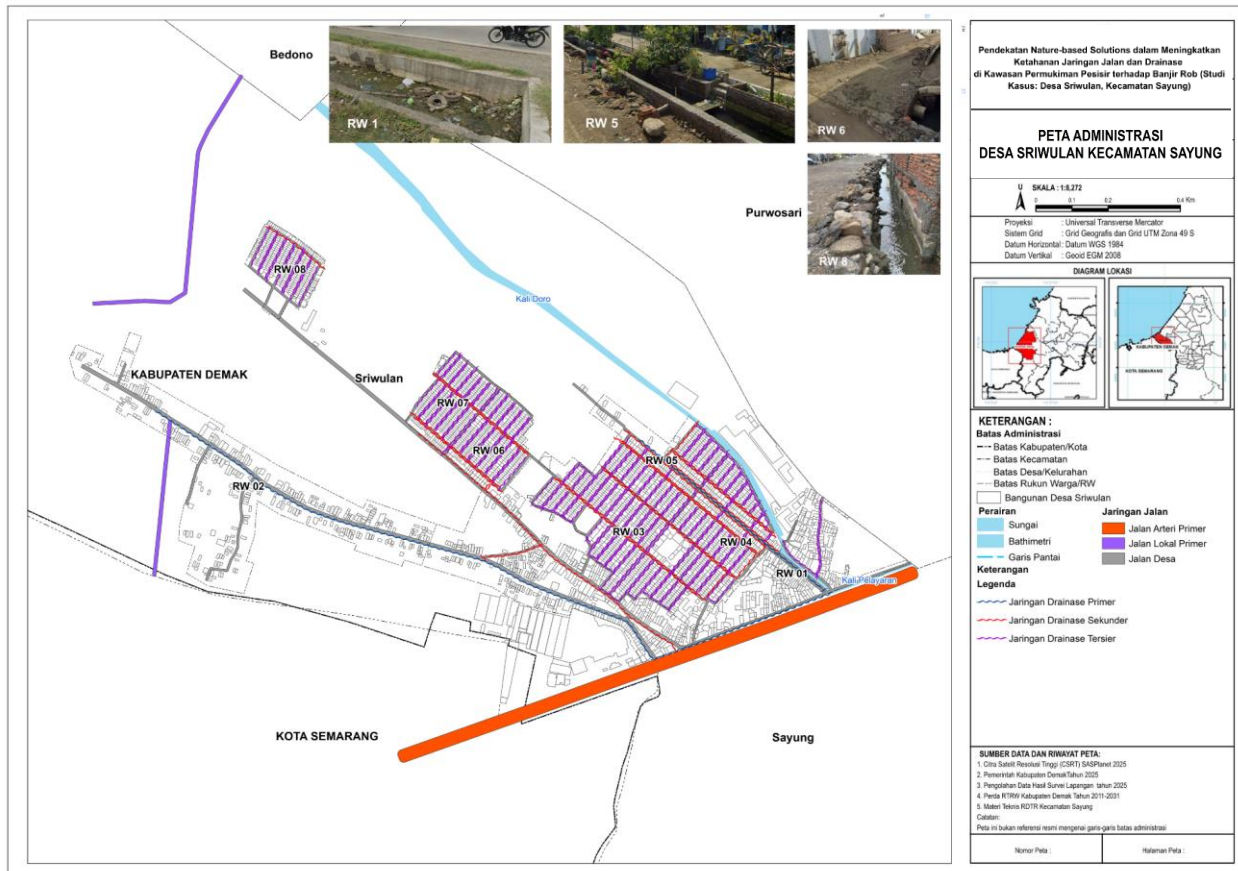 Bedono
RW 1
RW 5
RW 6
RW 8
Purwosari
RW 08
Kali Doro
KABUPATEN DEMAK
Sriwulan
RW 07
RW 06
RW 05
RW 02
RW 03
RW 04
RW 01
Kali Pelayaran
KOTA SEMARANG
Sayung
Pendekatan Nature-based Solutions dalam Meningkatkan
Ketahanan Jaringan Jalan dan Drainase
di Kawasan Permukiman Pesisir terhadap Banjir Rob (Studi
Kasus: Desa Sriwulan, Kecamatan Sayung)
PETA ADMINISTRASI
DESA SRIWULAN KECAMATAN SAYUNG
U
SKALA : 1:8,272
0 0.1 0.2 0.4 Km
Proyeksi : Universal Transverse Mercator
Sistem Grid : Grid Geografis dan Grid UTM Zona 49 S
Datum Horizontal : Datum WGS 1984
Datum Vertikal : Geoid EGM 2008
DIAGRAM LOKASI
KABUPATEN DEMAK
KOTA SEMARANG
KETERANGAN :
Batas Administrasi
Batas Kabupaten/Kota
Batas Kecamatan
Batas Desa/Kelurahan
Batas Rukun Warga/RW
Bangunan Desa Sriwulan
Perairan
Sungai
Bathimetri
Garis Pantai
Jaringan Jalan
Jalan Arteri Primer
Jalan Lokal Primer
Jalan Desa
Keterangan
Legenda
Jaringan Drainase Primer
Jaringan Drainase Sekunder
Jaringan Drainase Tersier
SUMBER DATA DAN RIWAYAT PETA:
1. Citra Satelit Resolusi Tinggi (CSRT) SASPlanet 2025
2. Pemerintah Kabupaten DemakTahun 2025
3. Pengolahan Data Hasil Survei Lapangan tahun 2025
4. Perda RTRW Kabupaten Demak Tahun 2011-2031
5. Materi Teknis RDTR Kecamatan Sayung
Catatan:
Peta ini bukan referensi resmi mengenai garis-garis batas administrasi
Nomor Peta :
Halaman Peta :